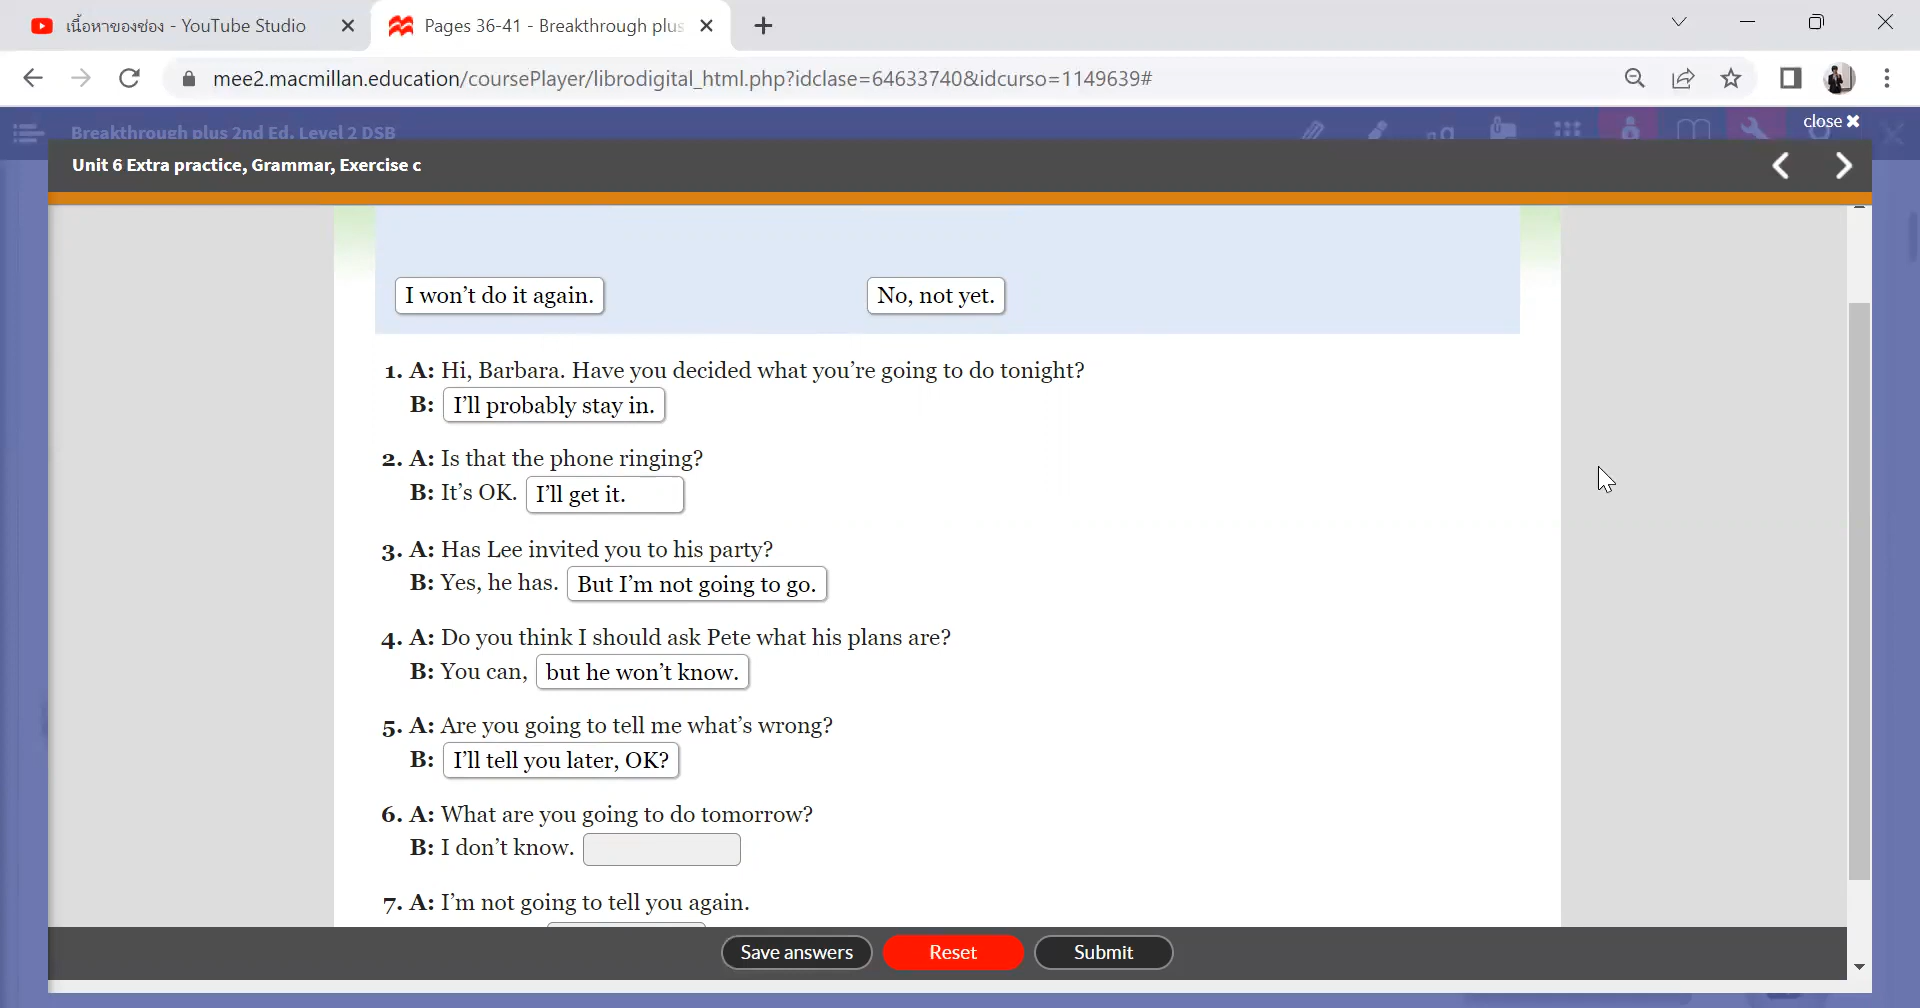 เนื้อหาของช่อง - YouTube Studio
Pages 36-41 - Breakthrough plus
mee2.macmillan.education/coursePlayer/librodigital_html.php?idclase=64633740&idcurso=1149639#
Breakthrough plus 2nd Ed. Level 2 DSB
close
Unit 6 Extra practice, Grammar, Exercise c
I won't do it again.
No, not yet.
1. A: Hi, Barbara. Have you decided what you're going to do tonight?
B: I'll probably stay in.
2. A: Is that the phone ringing?
B: It's OK. I'll get it.
3. A: Has Lee invited you to his party?
B: Yes, he has. But I'm not going to go.
4. A: Do you think I should ask Pete what his plans are?
B: You can, but he won't know.
5. A: Are you going to tell me what's wrong?
B: I'll tell you later, OK?
6. A: What are you going to do tomorrow?
B: I don't know.
7. A: I'm not going to tell you again.
Save answers
Reset
Submit